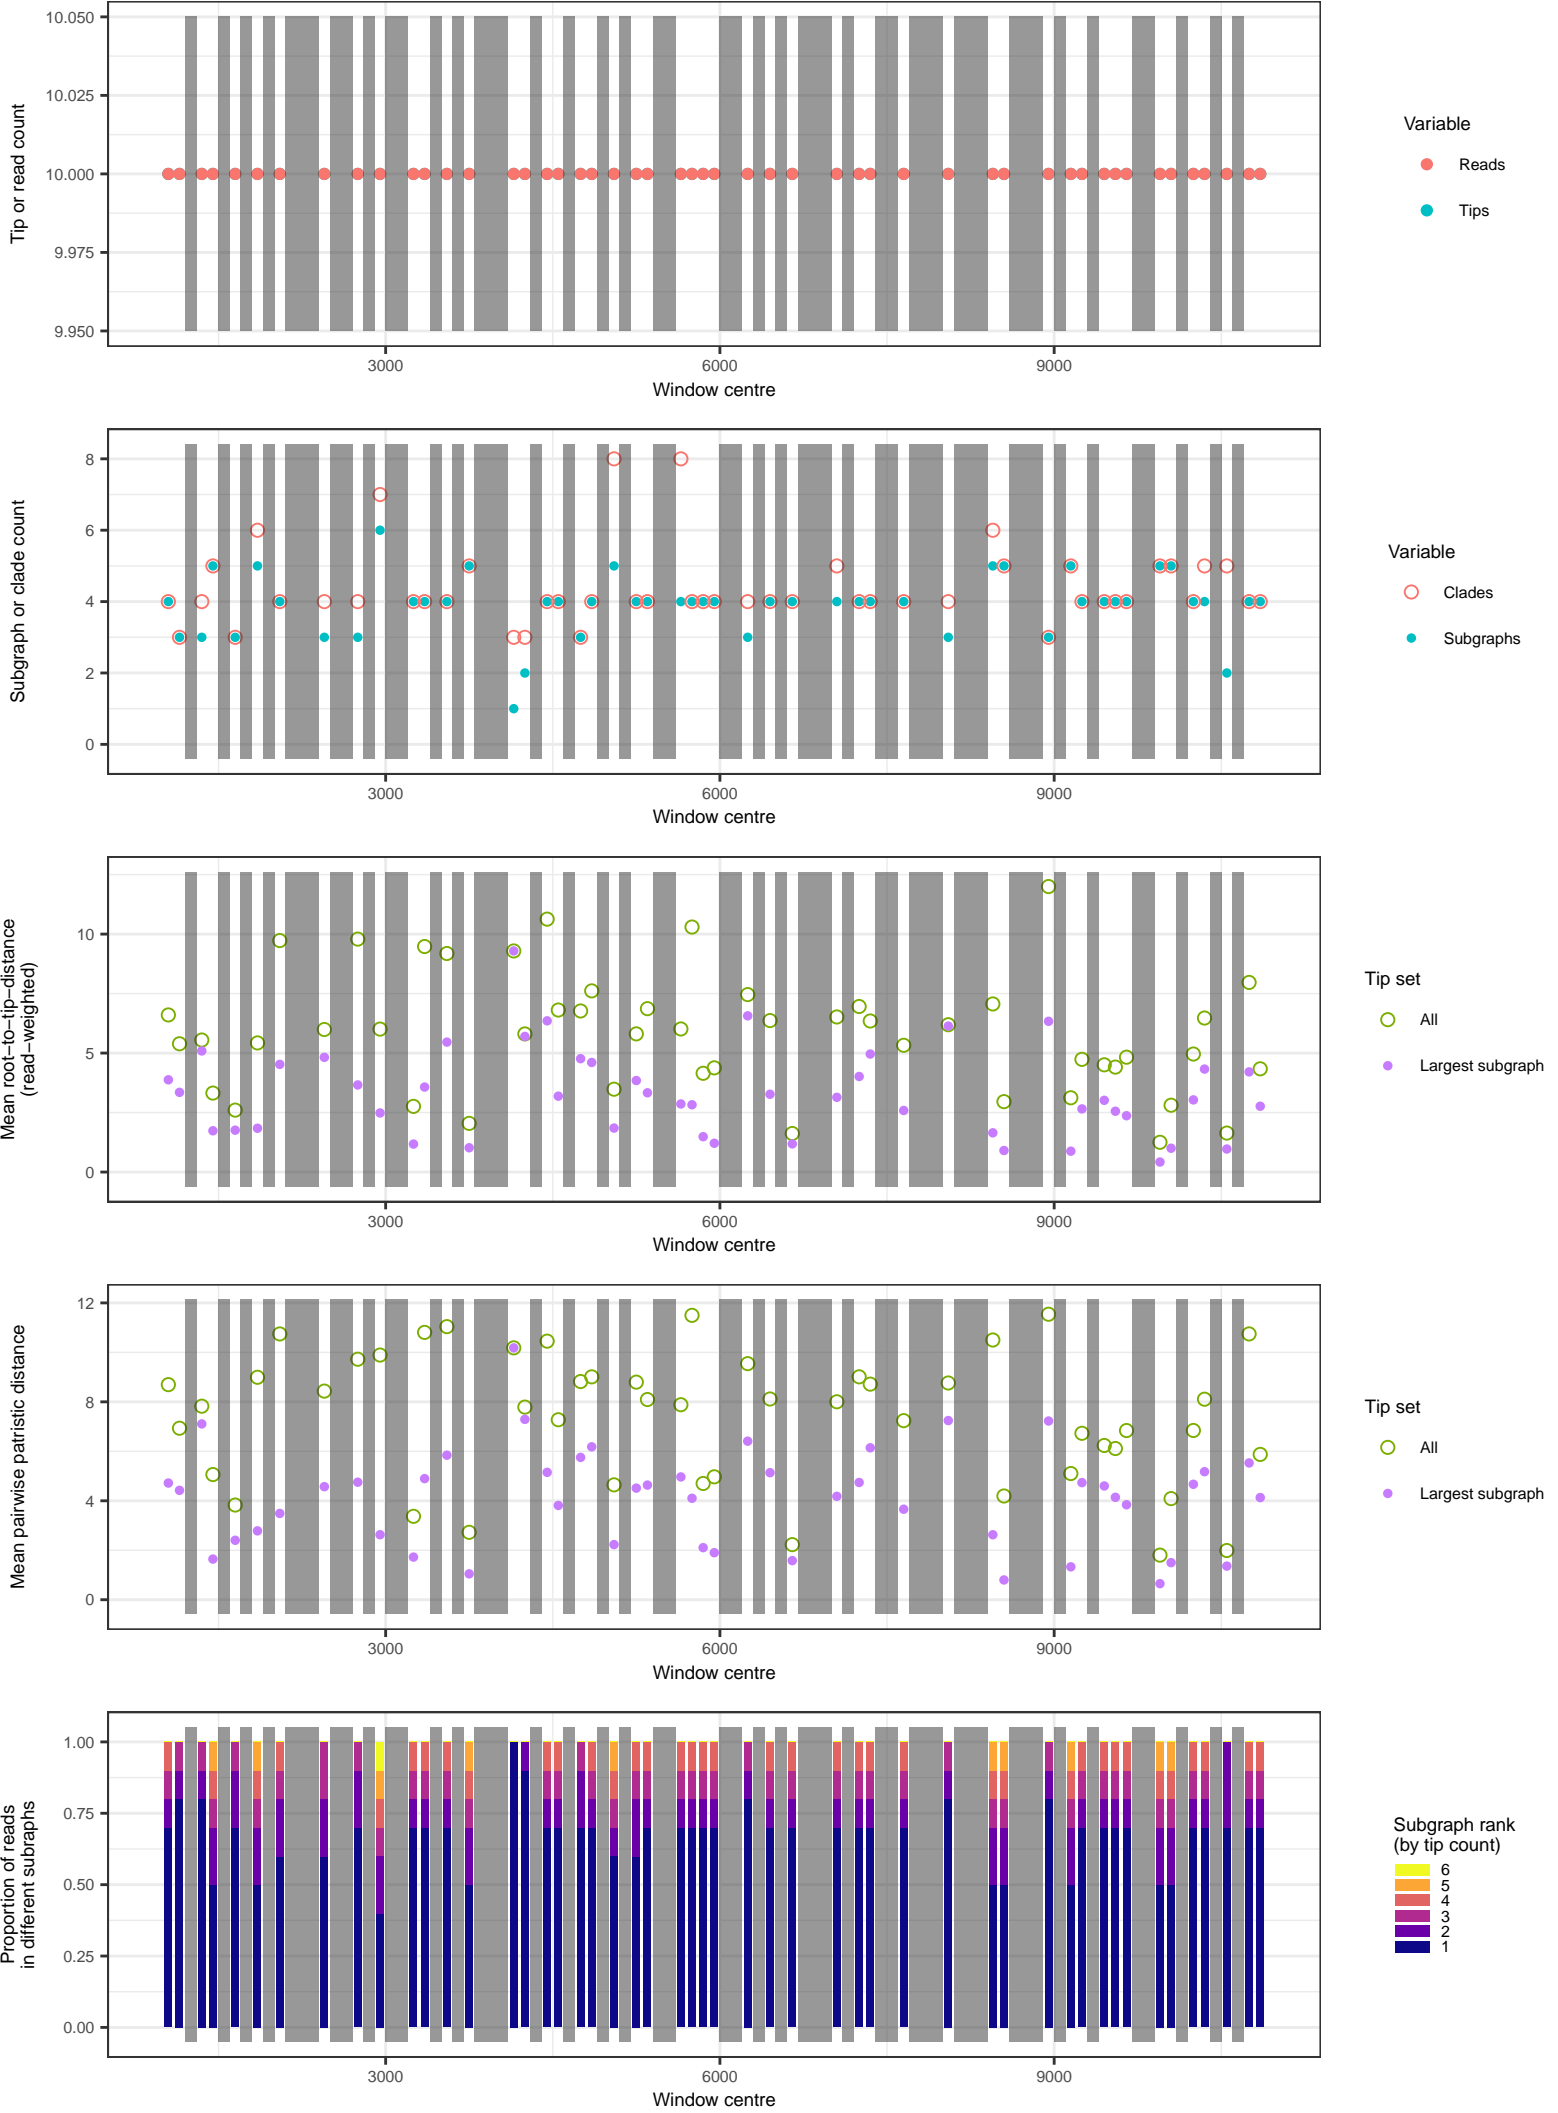 10.050
10.025
10.000
9.975
9.950
Tip or read count
3000
6000
9000
Window centre
Variable
Reads
Tips
8
6
4
2
0
Subgraph or clade count
3000
6000
9000
Window centre
Variable
Clades
Subgraphs
10
5
0
Mean root−to−tip−distance
(read−weighted)
3000
6000
9000
Window centre
Tip set
All
Largest subgraph
12
8
4
0
Mean pairwise patristic distance
3000
6000
9000
Window centre
Tip set
All
Largest subgraph
1.00
0.75
0.50
0.25
0.00
Proportion of reads
in different subraphs
3000
6000
9000
Window centre
Subgraph rank
(by tip count)
6
5
4
3
2
1